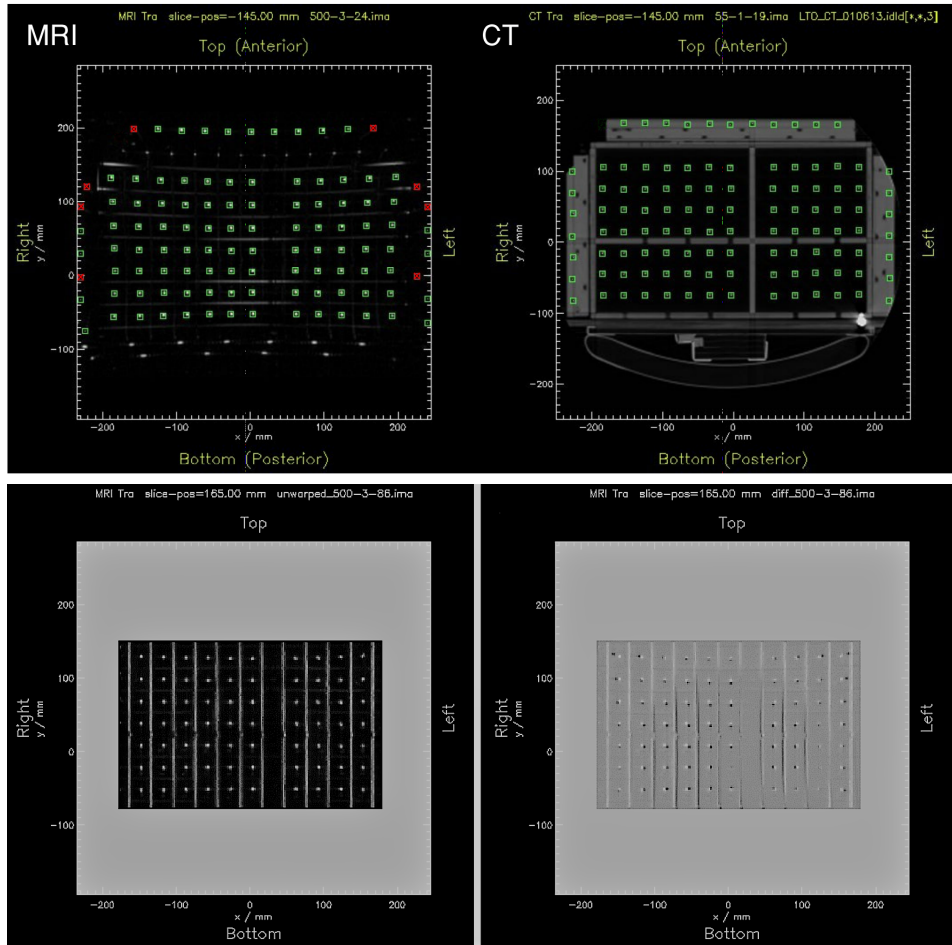 MRI Tra slice-pos=-145.00 mm 500-3-24.ima
MRI
Top (Anterior)
200
100
0
-100
Right
y / mm
Left
-200 -100 0 100 200
x / mm
Bottom (Posterior)
CT Tra slice-pos=-145.00 mm 55-1-19.ima LTO_CT_010613.idld[*,*,3]
CT
Top (Anterior)
200
100
0
-100
-200
Right
y / mm
Left
-200 -100 0 100 200
x / mm
Bottom (Posterior)
MRI Tra slice-pos=165.00 mm unwarped_500-3-86.ima
Top
200
100
0
-100
Right
y / mm
Left
-200 -100 0 100 200
x / mm
Bottom
MRI Tra slice-pos=165.00 mm diff_500-3-86.ima
Top
200
100
0
-100
Right
y / mm
Left
-200 -100 0 100 200
x / mm
Bottom